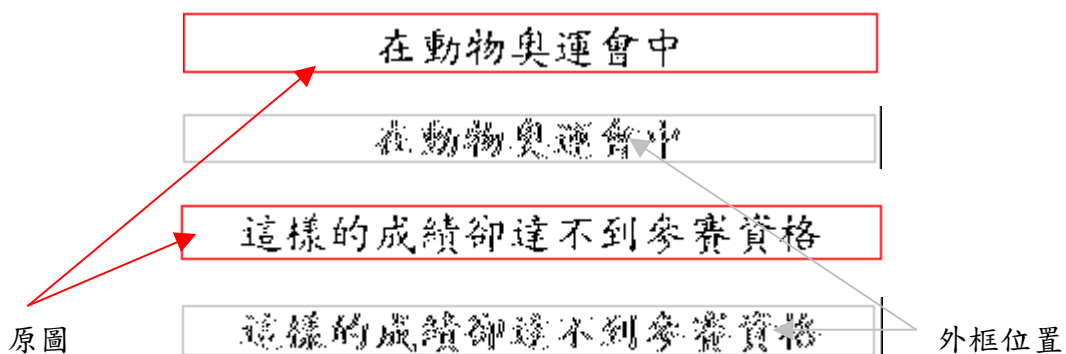 在動物奧運會中
在動物奧運會中
這樣的成績卻達不到參賽資格
這樣的成績卻達不到參賽資格
原圖
外框位置